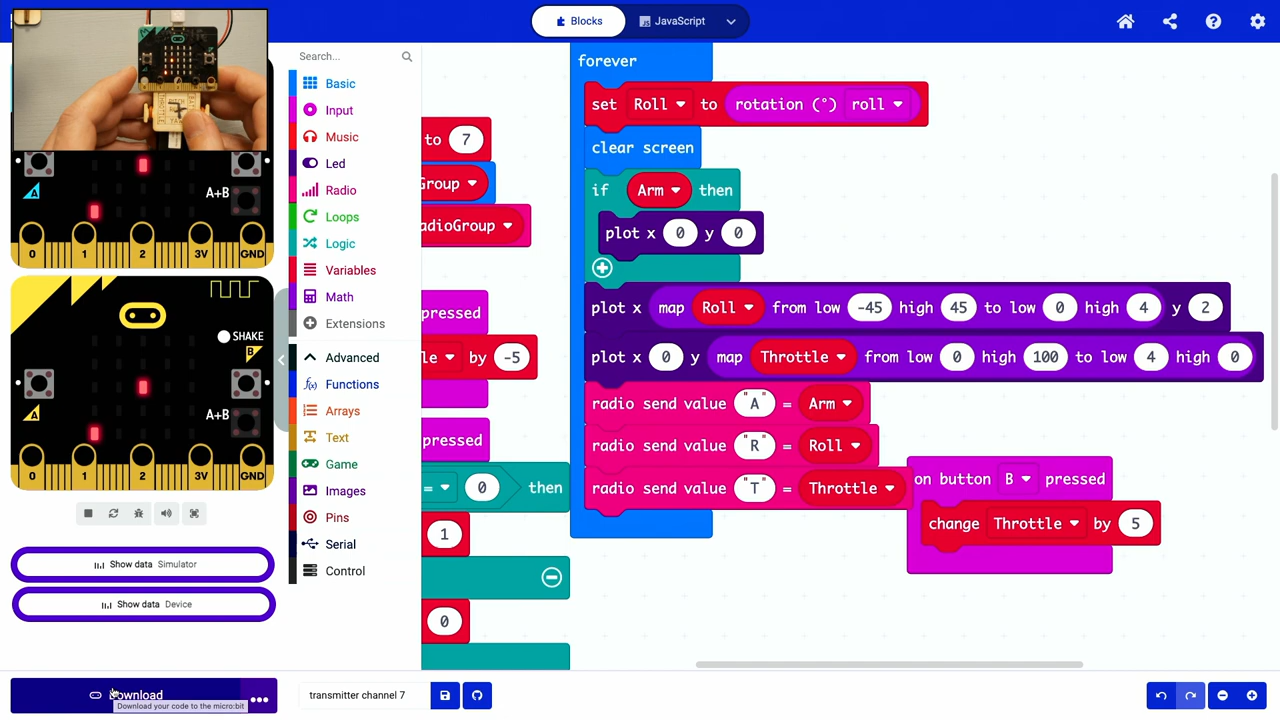 Blocks
JavaScript
Search...
Basic
Input
Music
Led
Radio
Loops
Logic
Variables
Math
Extensions
Advanced
Functions
Arrays
Text
Game
Images
Pins
Serial
Control
A
A+B
0 1 2 3V GND
SHAKE
B
A
A+B
0 1 2 3V GND
Show data Simulator
Show data Device
Download
Download your code to the micro:bit
transmitter channel 7
to 7
Group
adioGroup
pressed
le by -5
pressed
= 0 then
1
0
forever
set Roll to rotation (°) roll
clear screen
if Arm then
plot x 0 y 0
plot x map Roll from low -45 high 45 to low 0 high 4 y 2
plot x 0 y map Throttle from low 0 high 100 to low 4 high 0
radio send value "A" = Arm
radio send value "R" = Roll
radio send value "T" = Throttle
on button B pressed
change Throttle by 5